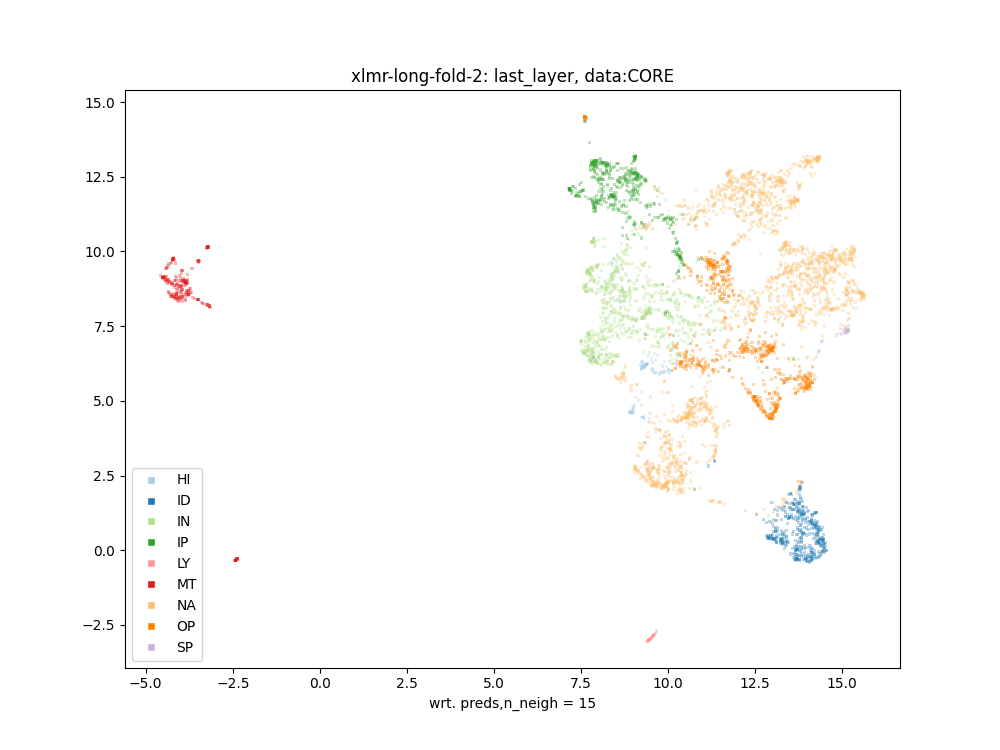 xlmr-long-fold-2: last_layer, data:CORE
15.0
12.5
10.0
7.5
5.0
2.5
0.0
−2.5
HI
ID
IN
IP
LY
MT
NA
OP
SP
−5.0 −2.5 0.0 2.5 5.0 7.5 10.0 12.5 15.0
wrt. preds,n_neigh = 15